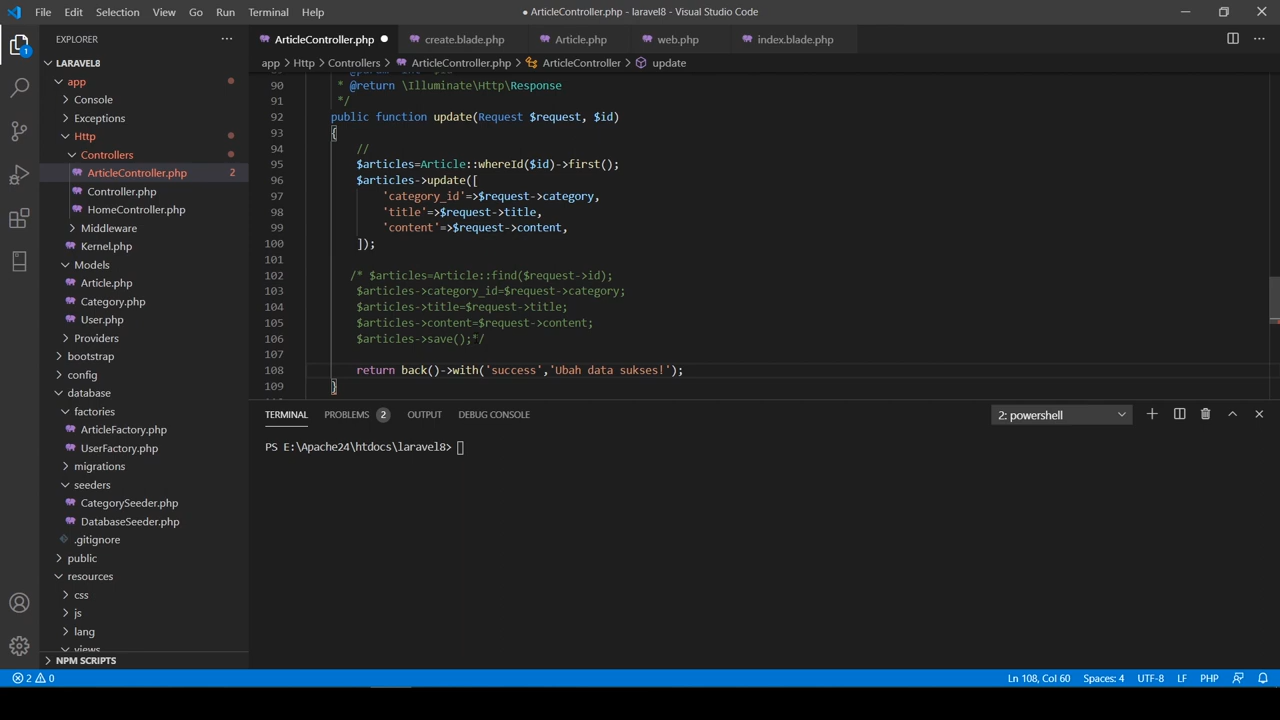 File Edit Selection View Go Run Terminal Help
● ArticleController.php - laravel8 - Visual Studio Code
EXPLORER
ArticleController.php ●
create.blade.php
Article.php
web.php
index.blade.php
LARAVEL8
app > Http > Controllers > ArticleController.php > ArticleController > update
app
Console
Exceptions
Http
Controllers
ArticleController.php 2
Controller.php
HomeController.php
Middleware
Kernel.php
Models
Article.php
Category.php
User.php
Providers
bootstrap
config
database
factories
ArticleFactory.php
UserFactory.php
migrations
seeders
CategorySeeder.php
DatabaseSeeder.php
.gitignore
public
resources
css
js
lang
views
NPM SCRIPTS
1
90 * @return \Illuminate\Http\Response
91 */
92 public function update(Request $request, $id)
93 {
94 //
95 $articles=Article::whereId($id)->first();
96 $articles->update([
97 'category_id'=>$request->category,
98 'title'=>$request->title,
99 'content'=>$request->content,
100 ]);
101
102 /* $articles=Article::find($request->id);
103 $articles->category_id=$request->category;
104 $articles->title=$request->title;
105 $articles->content=$request->content;
106 $articles->save();*/
107
108 return back()->with('success','Ubah data sukses!');
109 }
TERMINAL PROBLEMS 2 OUTPUT DEBUG CONSOLE
2: powershell
PS E:\Apache24\htdocs\laravel8>
2 0
Ln 108, Col 60 Spaces: 4 UTF-8 LF PHP